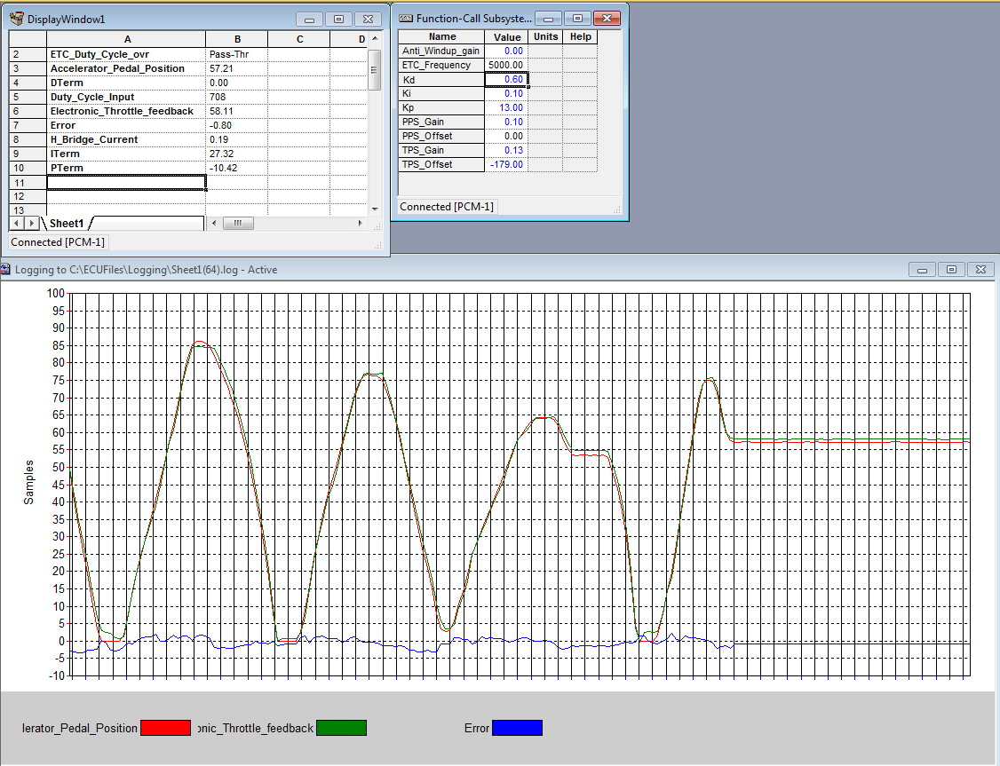 DisplayWindow1
A B C D
2 ETC_Duty_Cycle_ovr Pass-Thr
3 Accelerator_Pedal_Position 57.21
4 DTerm 0.00
5 Duty_Cycle_Input 708
6 Electronic_Throttle_feedback 58.11
7 Error -0.80
8 H_Bridge_Current 0.19
9 ITerm 27.32
10 PTerm -10.42
11
12
13
Sheet1
Connected [PCM-1]
Function-Call Subsyste...
Name Value Units Help
Anti_Windup_gain 0.00
ETC_Frequency 5000.00
Kd 0.60
Ki 0.10
Kp 13.00
PPS_Gain 0.10
PPS_Offset 0.00
TPS_Gain 0.13
TPS_Offset -179.00
Connected [PCM-1]
Logging to C:\ECUFiles\Logging\Sheet1(64).log - Active
100
95
90
85
80
75
70
65
60
55
50
45
40
35
30
25
20
15
10
5
0
-5
-10
Samples
lerator_Pedal_Position onic_Throttle_feedback Error